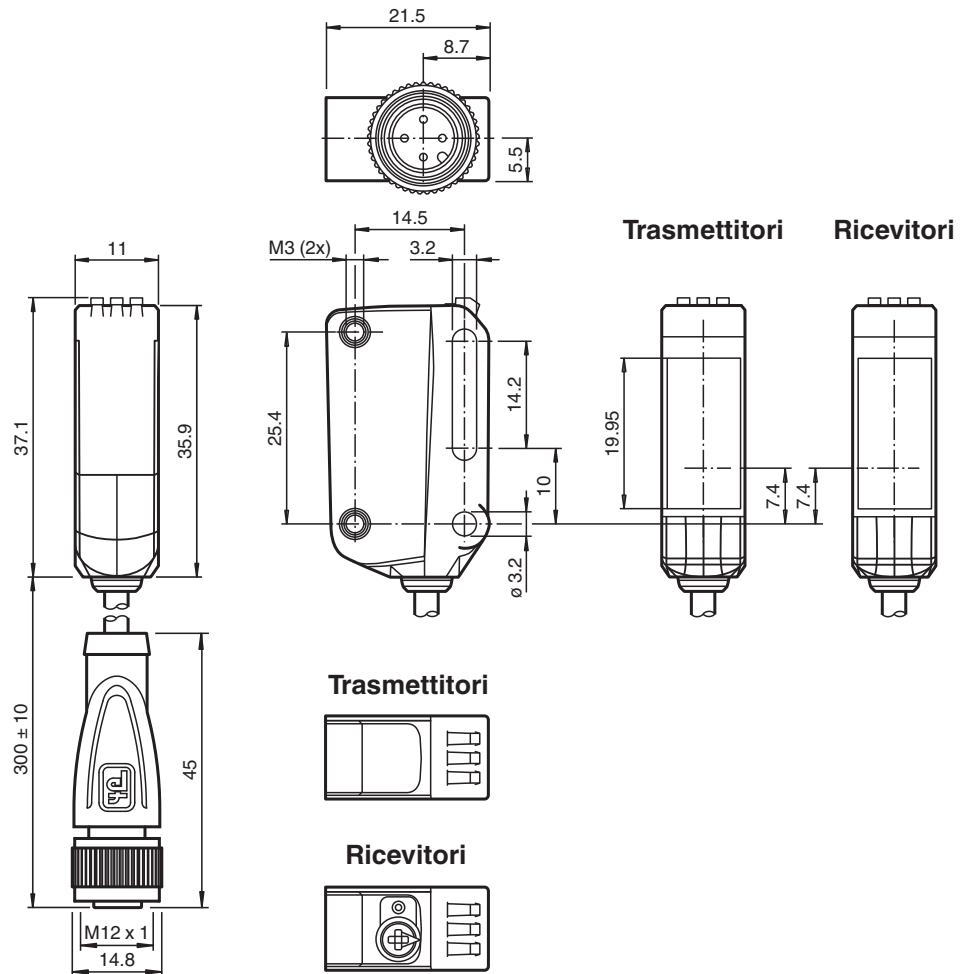 21.5
8.7
5.5
14.5
M3 (2x)
3.2
Trasmettitori
Ricevitori
11
37.1
35.9
25.4
14.2
10
ø 3.2
19.95
7.4
7.4
300 ± 10
45
M12 x 1
14.8
Trasmettitori
Ricevitori